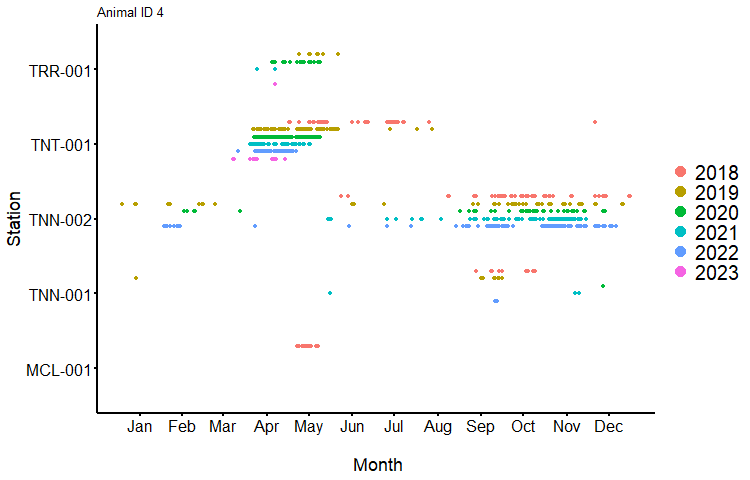 Animal ID 4
TRR-001
TNT-001
TNN-002
TNN-001
MCL-001
Station
Jan Feb Mar Apr May Jun Jul Aug Sep Oct Nov Dec
Month
2018
2019
2020
2021
2022
2023